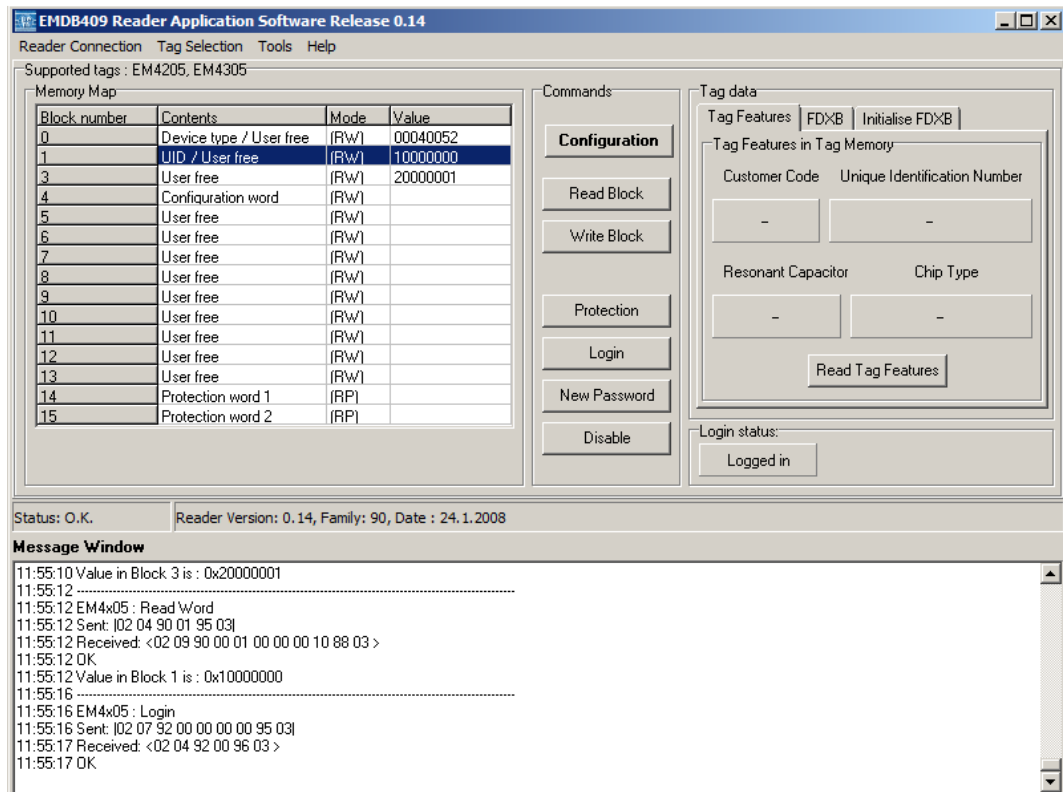 EMDB409 Reader Application Software Release 0.14
Reader Connection Tag Selection Tools Help
Supported tags : EM4205, EM4305
Memory Map
Block number Contents Mode Value
0 Device type / User free (RW) 00040052
1 UID / User free (RW) 10000000
3 User free (RW) 20000001
4 Configuration word (RW)
5 User free (RW)
6 User free (RW)
7 User free (RW)
8 User free (RW)
9 User free (RW)
10 User free (RW)
11 User free (RW)
12 User free (RW)
13 User free (RW)
14 Protection word 1 (RP)
15 Protection word 2 (RP)
Commands
Configuration
Read Block
Write Block
Protection
Login
New Password
Disable
Tag data
Tag Features FDXB Initialise FDXB
Tag Features in Tag Memory
Customer Code Unique Identification Number
– –
Resonant Capacitor Chip Type
– –
Read Tag Features
Login status:
Logged in
Status: O.K. Reader Version: 0.14, Family: 90, Date : 24.1.2008
Message Window
11:55:10 Value in Block 3 is : 0x20000001
11:55:12 --------------------------------------------------
11:55:12 EM4x05 : Read Word
11:55:12 Sent: |02 04 90 01 95 03|
11:55:12 Received: <02 09 90 00 01 00 00 00 10 88 03 >
11:55:12 OK
11:55:12 Value in Block 1 is : 0x10000000
11:55:16 --------------------------------------------------
11:55:16 EM4x05 : Login
11:55:16 Sent: |02 07 92 00 00 00 00 95 03|
11:55:17 Received: <02 04 92 00 96 03 >
11:55:17 OK